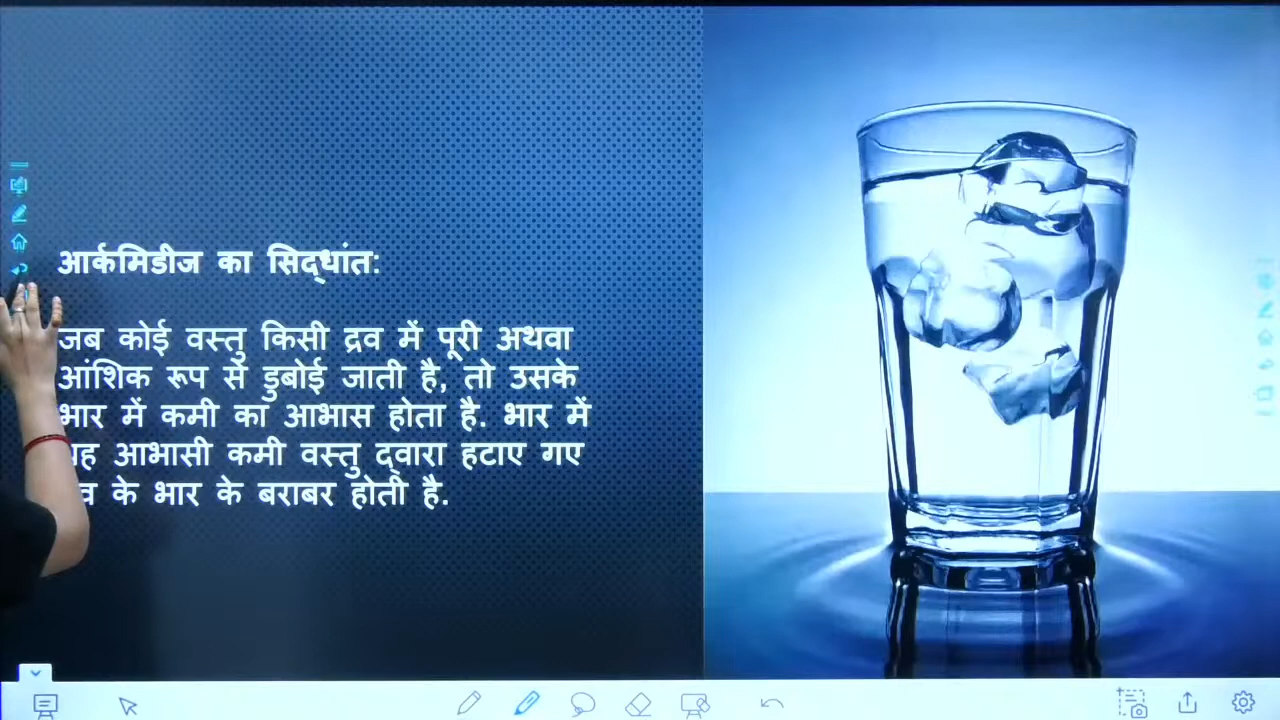 आर्कमिडीज का सिद्धांत:
जब कोई वस्तु किसी द्रव में पूरी अथवा
आंशिक रूप से डुबोई जाती है, तो उसके
भार में कमी का आभास होता है. भार में
आभासी कमी वस्तु द्वारा हटाए गए
के भार के बराबर होती है.